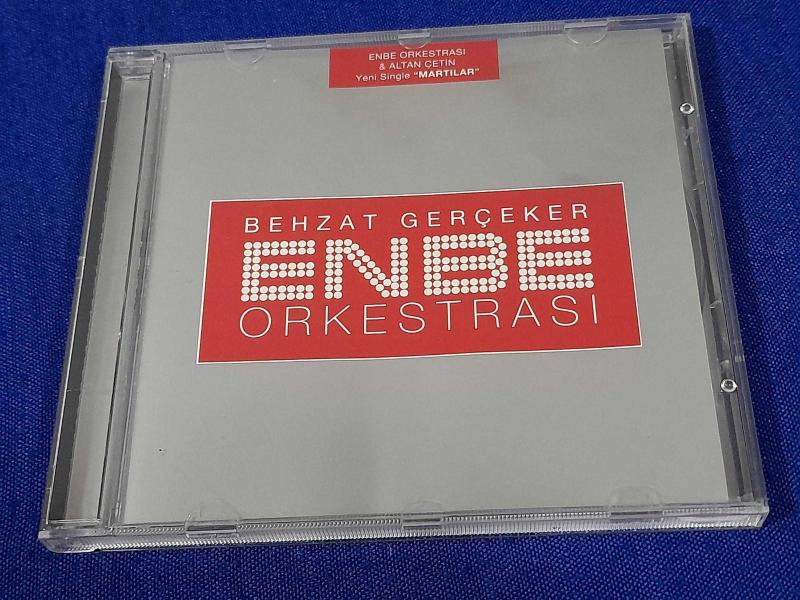 ENBE ORKESTRASI
& ALTAN ÇETİN
Yeni Single “MARTILAR”
BEHZAT GERÇEKER
ENBE
ORKESTRASI